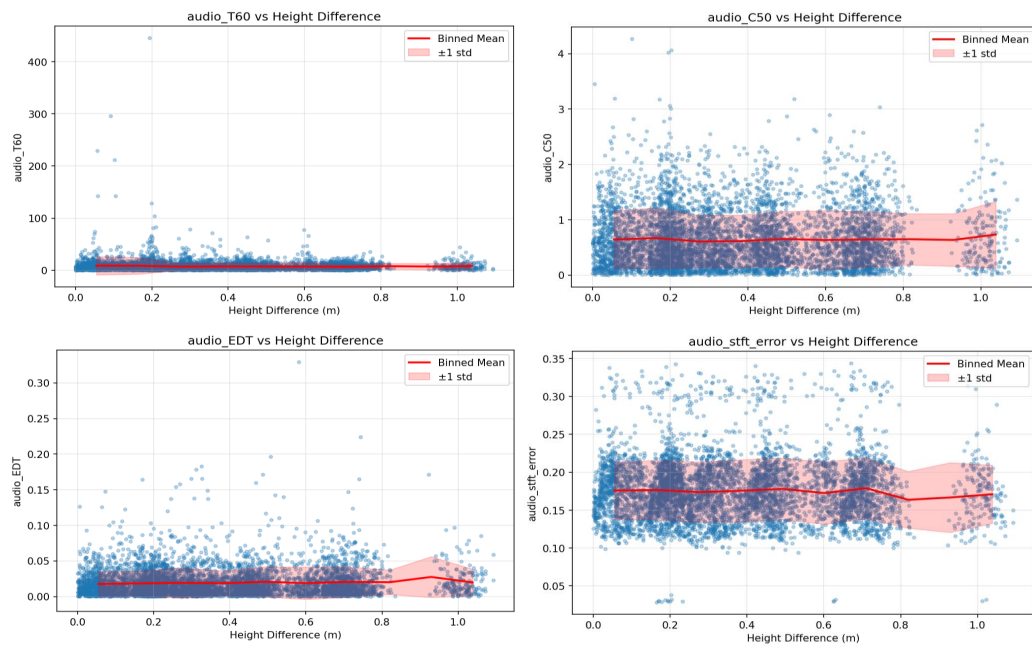 audio_T60 vs Height Difference
Binned Mean
±1 std
400
300
200
100
0
audio_T60
0.0 0.2 0.4 0.6 0.8 1.0
Height Difference (m)
audio_C50 vs Height Difference
Binned Mean
±1 std
4
3
2
1
0
audio_C50
0.0 0.2 0.4 0.6 0.8 1.0
Height Difference (m)
audio_EDT vs Height Difference
Binned Mean
±1 std
0.30
0.25
0.20
0.15
0.10
0.05
0.00
audio_EDT
0.0 0.2 0.4 0.6 0.8 1.0
Height Difference (m)
audio_stft_error vs Height Difference
Binned Mean
±1 std
0.35
0.30
0.25
0.20
0.15
0.10
0.05
audio_stft_error
0.0 0.2 0.4 0.6 0.8 1.0
Height Difference (m)